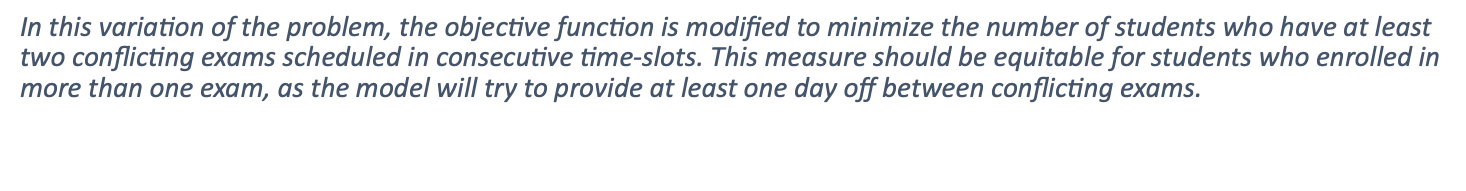 In this variation of the problem, the objective function is modified to minimize the number of students who have at least
two conflicting exams scheduled in consecutive time-slots. This measure should be equitable for students who enrolled in
more than one exam, as the model will try to provide at least one day off between conflicting exams.